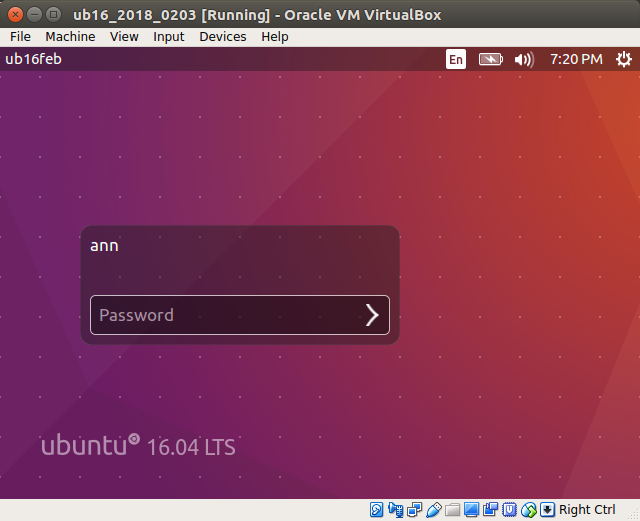 ub16_2018_0203 [Running] - Oracle VM VirtualBox
File Machine View Input Devices Help
ub16feb En 7:20 PM
ann
Password
ubuntu 16.04 LTS
Right Ctrl